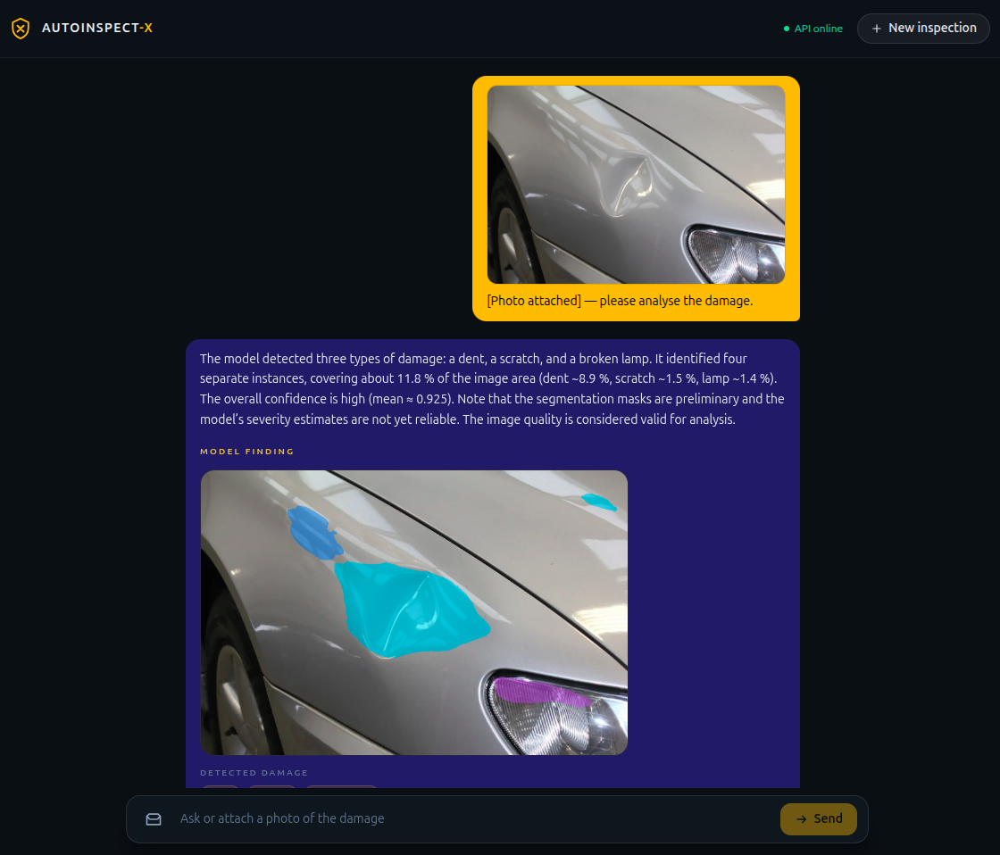 AUTOINSPECT-X
API online
New inspection
[Photo attached] — please analyse the damage.
The model detected three types of damage: a dent, a scratch, and a broken lamp. It identified four
separate instances, covering about 11.8 % of the image area (dent ~8.9 %, scratch ~1.5 %, lamp ~1.4 %).
The overall confidence is high (mean ≈ 0.925). Note that the segmentation masks are preliminary and the
model’s severity estimates are not yet reliable. The image quality is considered valid for analysis.
MODEL FINDING
DETECTED DAMAGE
Ask or attach a photo of the damage
Send